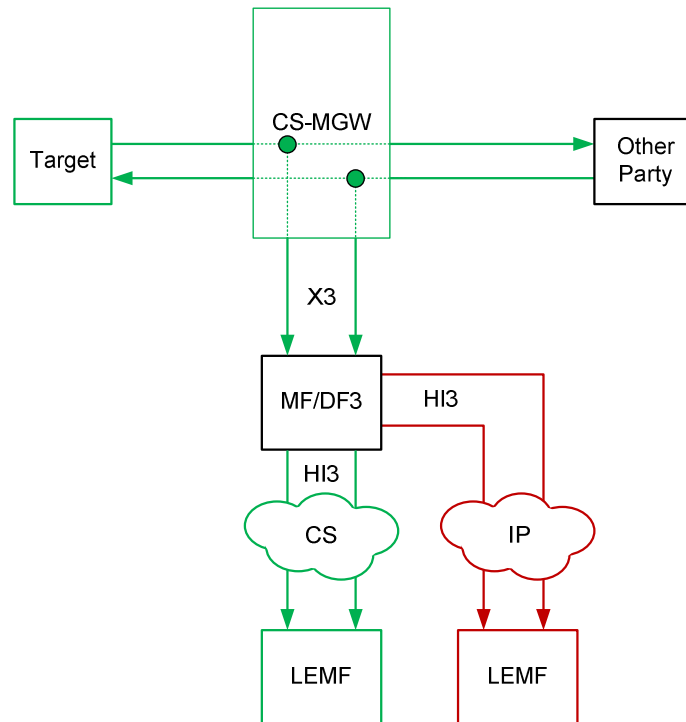 CS-MGW
Target
Other
Party
X3
MF/DF3
HI3
HI3
CS
IP
LEMF
LEMF